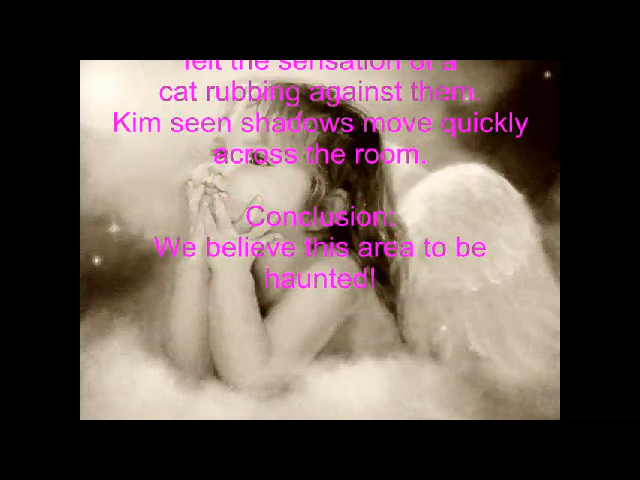 felt the sensation of a
cat rubbing against them.
Kim seen shadows move quickly
across the room.
Conclusion:
We believe this area to be
haunted!